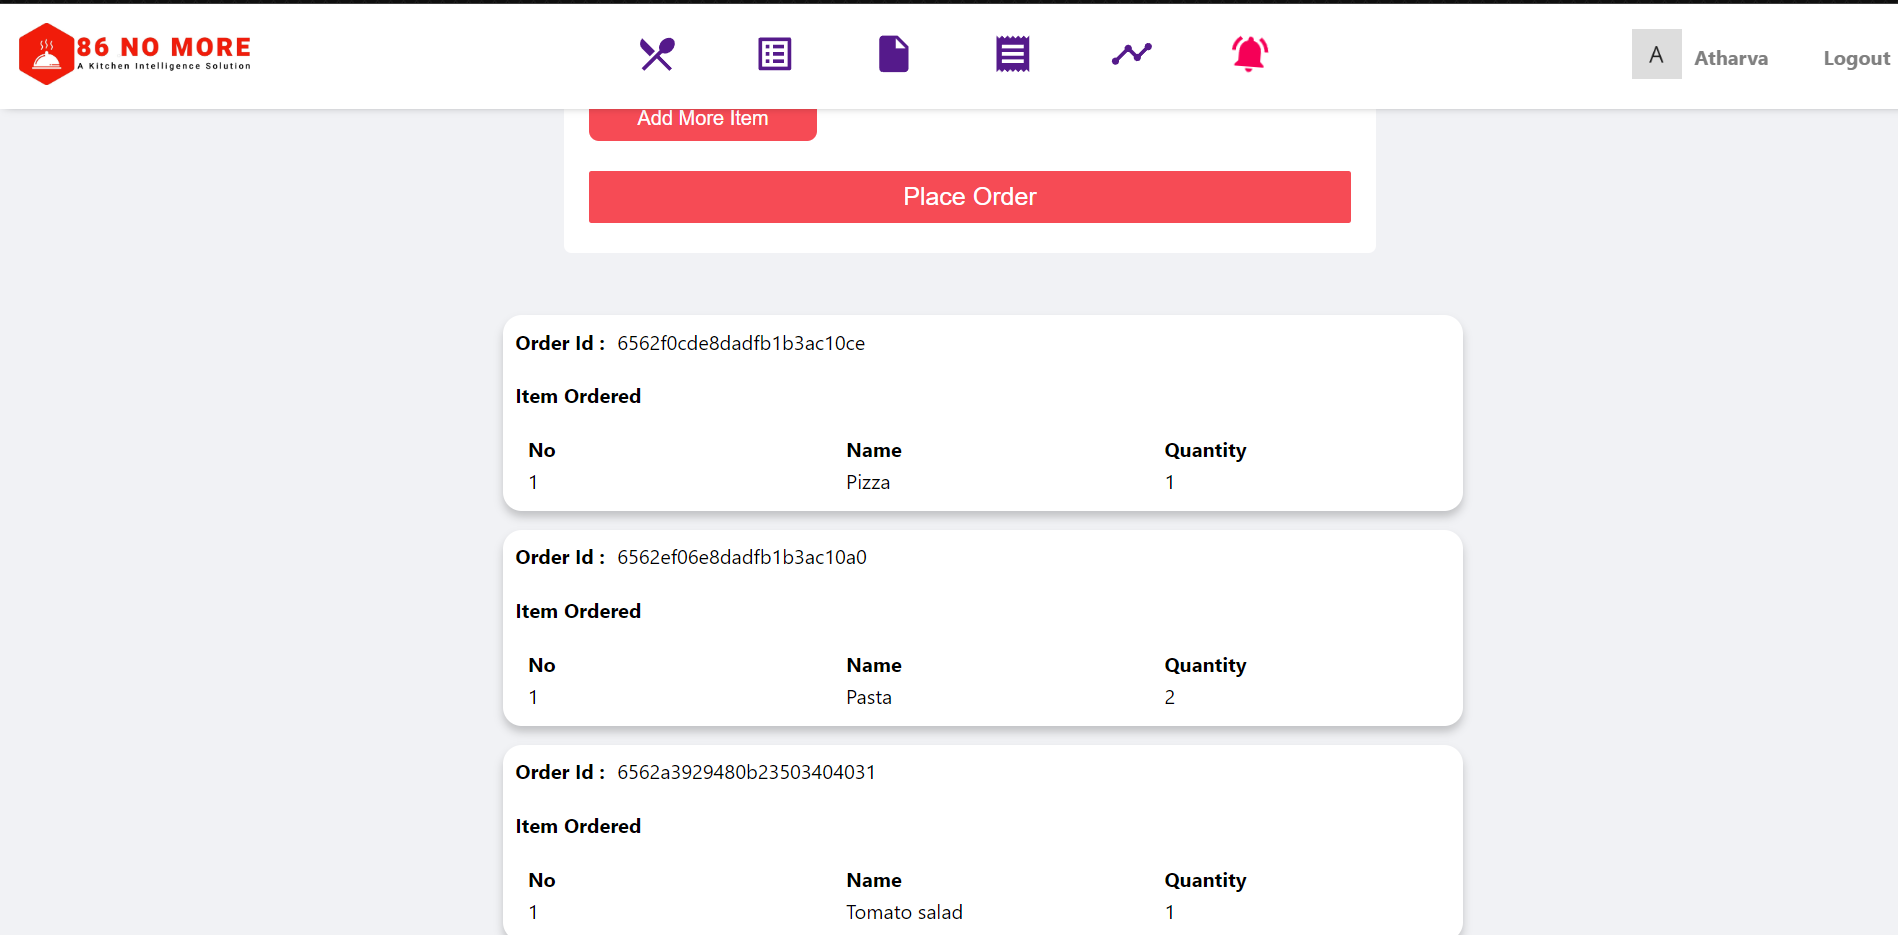 86 NO MORE
A Kitchen Intelligence Solution
A Atharva Logout
Add More Item
Place Order
Order Id : 6562f0cde8dadfb1b3ac10ce
Item Ordered
No Name Quantity
1 Pizza 1
Order Id : 6562ef06e8dadfb1b3ac10a0
Item Ordered
No Name Quantity
1 Pasta 2
Order Id : 6562a3929480b23503404031
Item Ordered
No Name Quantity
1 Tomato salad 1